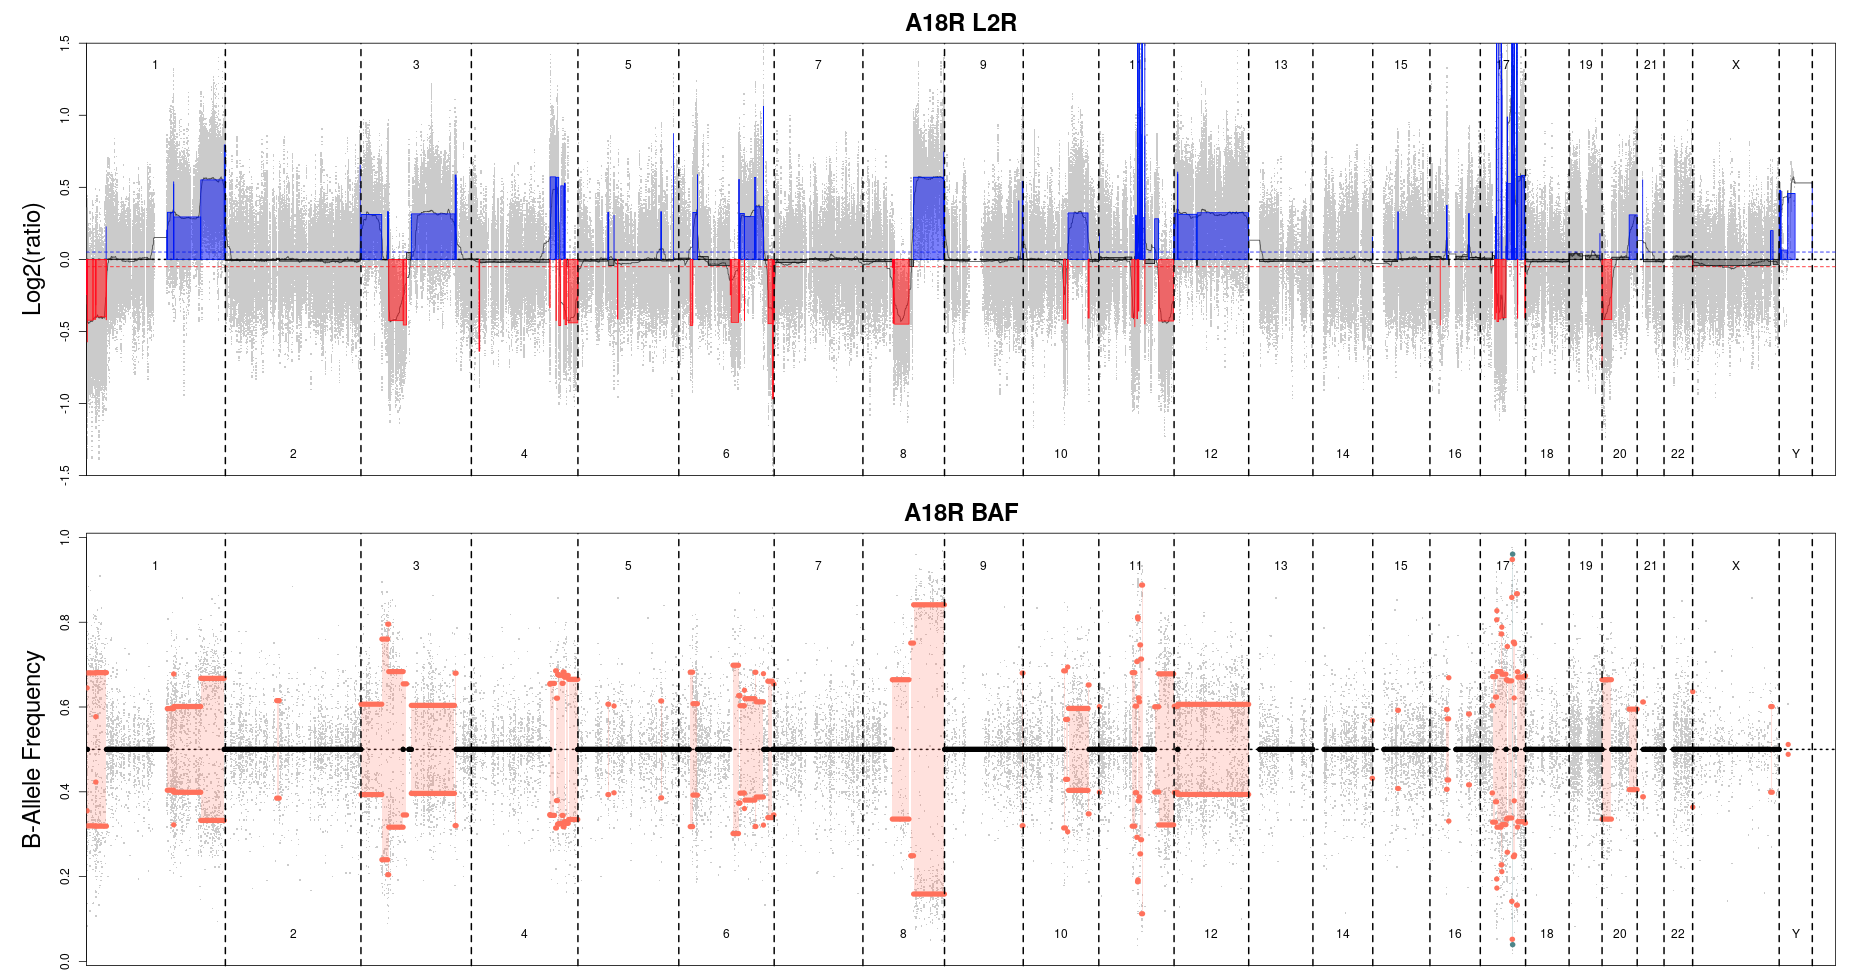 A18R L2R
1 3 5 7 9 11 13 15 17 19 21 X
1.5
1.0
0.5
0.0
-0.5
-1.0
-1.5
Log2(ratio)
2 4 6 8 10 12 14 16 18 20 22 Y
A18R BAF
1 3 5 7 9 11 13 15 17 19 21 X
1.0
0.8
0.6
0.4
0.2
0.0
B-Allele Frequency
2 4 6 8 10 12 14 16 18 20 22 Y